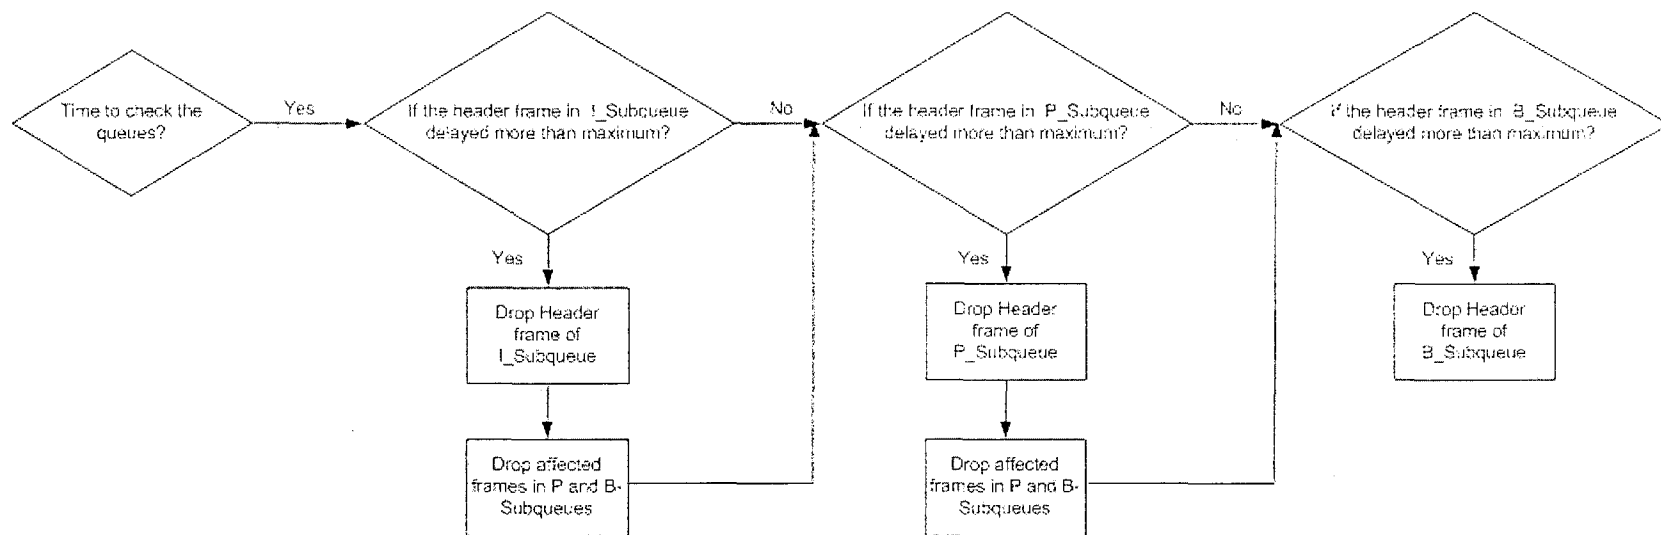 Time to check the
queues?
Yes
If the header frame in I_Subqueue
delayed more than maximum?
No
If the header frame in P_Subqueue
delayed more than maximum?
No
If the header frame in B_Subqueue
delayed more than maximum?
Yes
Drop Header
frame of
I_Subqueue
Drop affected
frames in P and B-
Subqueues
Yes
Drop Header
frame of
P_Subqueue
Drop affected
frames in P and B-
Subqueues
Yes
Drop Header
frame of
B_Subqueue